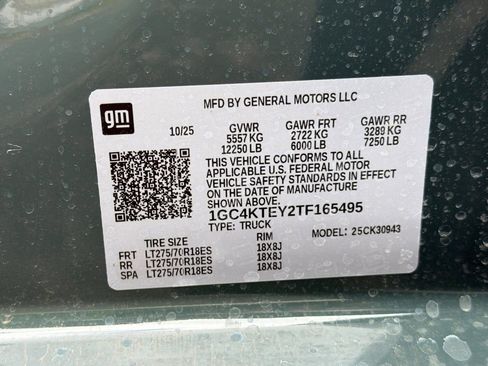 MFD BY GENERAL MOTORS LLC
gm
10/25 GVWR GAWR FRT GAWR RR
5557 KG 2722 KG 3289 KG
12250 LB 6000 LB 7250 LB
THIS VEHICLE CONFORMS TO ALL
APPLICABLE U.S. FEDERAL MOTOR
VEHICLE SAFETY STANDARDS IN EFFECT
ON THE DATE OF MANUFACTURE
SHOWN ABOVE.
1GC4KTEY2TF165495
TYPE: TRUCK MODEL: 25CK30943
TIRE SIZE RIM
FRT LT275/70R18ES 18X8J
RR LT275/70R18ES 18X8J
SPA LT275/70R18ES 18X8J